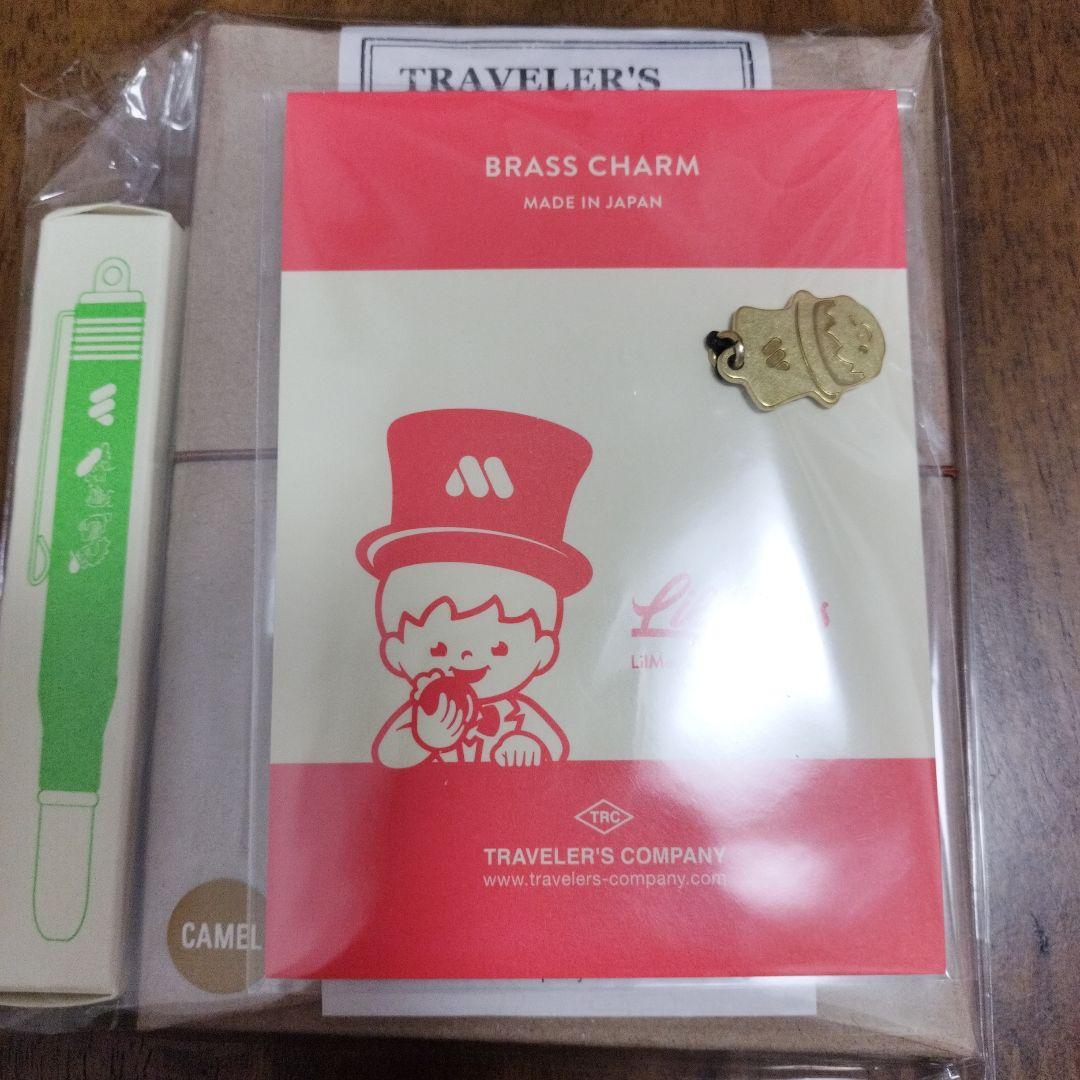 TRAVELER'S
BRASS CHARM
MADE IN JAPAN
M
TRC
TRAVELER'S COMPANY
www.travelers-company.com
CAMEL